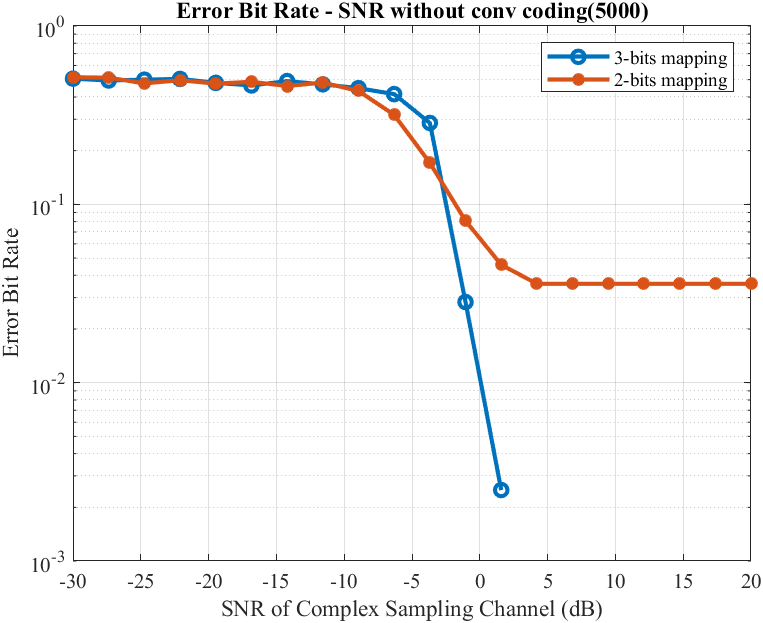 Error Bit Rate - SNR without conv coding(5000)
3-bits mapping
2-bits mapping
Error Bit Rate
10^0
10^-1
10^-2
10^-3
-30 -25 -20 -15 -10 -5 0 5 10 15 20
SNR of Complex Sampling Channel (dB)